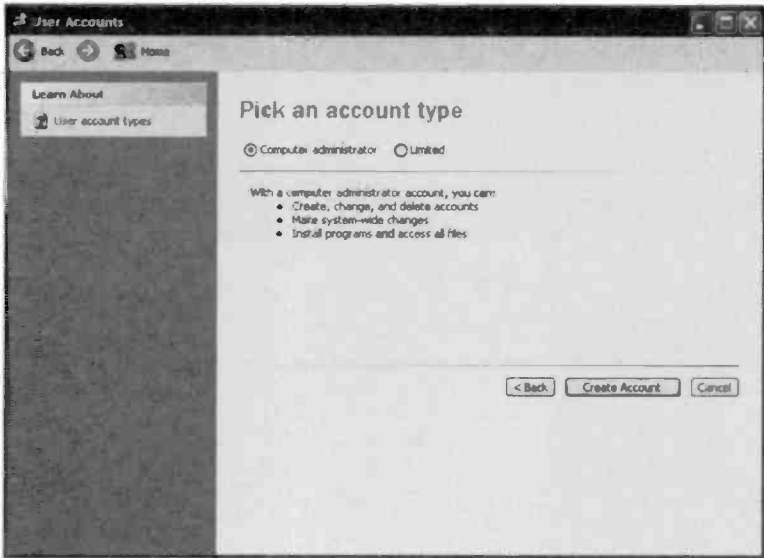 User Accounts
Back Home
Learn About
User account types
Pick an account type
Computer administrator Limited
With a computer administrator account, you can:
• Create, change, and delete accounts
• Make system-wide changes
• Install programs and access all files
< Back Create Account Cancel